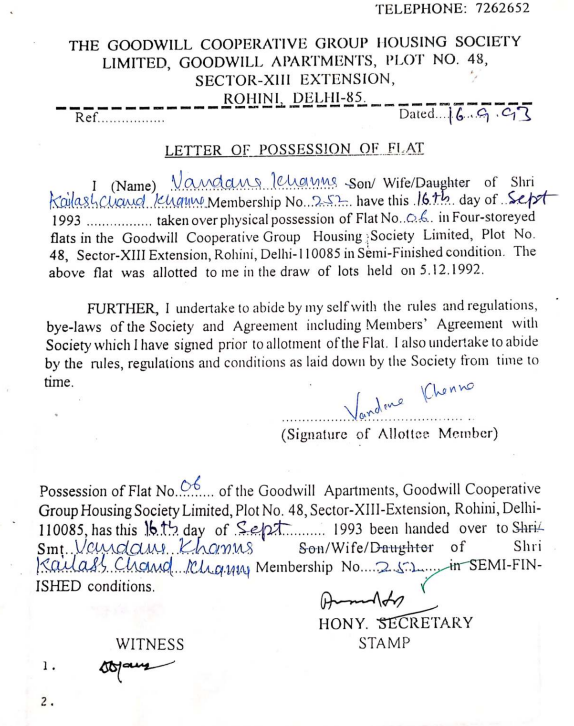 TELEPHONE: 7262652
THE GOODWILL COOPERATIVE GROUP HOUSING SOCIETY
LIMITED, GOODWILL APARTMENTS, PLOT NO. 48,
SECTOR-XIII EXTENSION,
ROHINI, DELHI-85.
Ref................. Dated...16.9.93
LETTER OF POSSESSION OF FLAT
I (Name) Vandana Khanna Son/ Wife/Daughter of Shri
Kailash Chand Khanna Membership No..252.. have this 16th day of Sept
1993 ................. taken over physical possession of Flat No..06.. in Four-storeyed
flats in the Goodwill Cooperative Group Housing Society Limited, Plot No.
48, Sector-XIII Extension, Rohini, Delhi-110085 in Semi-Finished condition. The
above flat was allotted to me in the draw of lots held on 5.12.1992.
FURTHER, I undertake to abide by my self with the rules and regulations,
bye-laws of the Society and Agreement including Members' Agreement with
Society which I have signed prior to allotment of the Flat. I also undertake to abide
by the rules, regulations and conditions as laid down by the Society from time to
time.
Vandana Khanna
(Signature of Allottee Member)
Possession of Flat No.06...... of the Goodwill Apartments, Goodwill Cooperative
Group Housing Society Limited, Plot No. 48, Sector-XIII-Extension, Rohini, Delhi-
110085, has this 16th day of Sept........... 1993 been handed over to Shri/
Smt..Vandana Khanna Son/Wife/Daughter of Shri
Kailash Chand Khanna Membership No....252..... in SEMI-FIN-
ISHED conditions.
HONY. SECRETARY
WITNESS STAMP
1.
2.